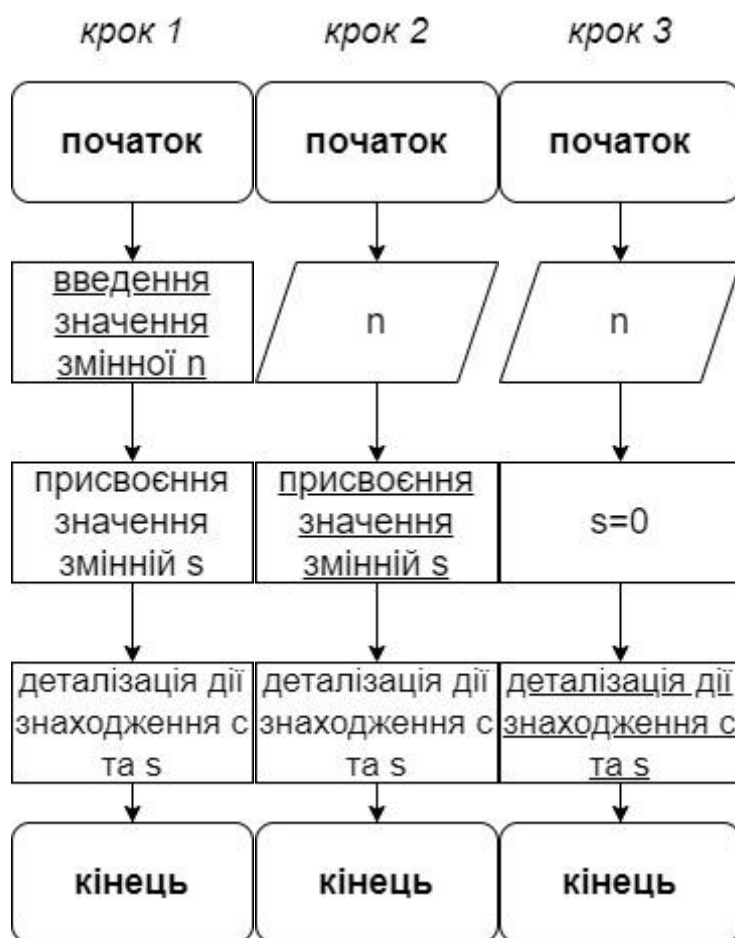 крок 1 крок 2 крок 3
початок початок початок
введення
значення
змінної n
n
n
присвоєння
значення
змінній s
присвоєння
значення
змінній s
s=0
деталізація дії
знаходження с
та s
деталізація дії
знаходження с
та s
деталізація дії
знаходження с
та s
кінець кінець кінець